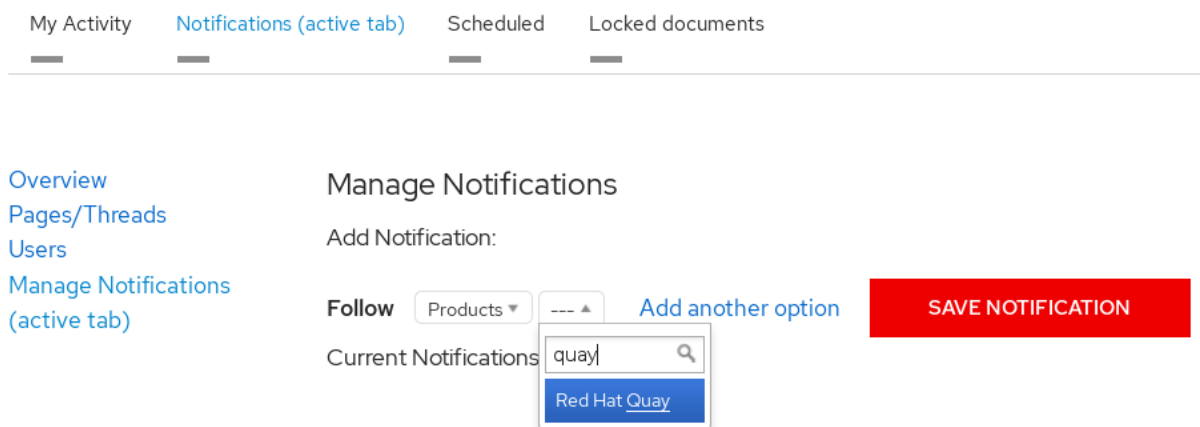 My Activity Notifications (active tab) Scheduled Locked documents
Overview
Pages/Threads
Users
Manage Notifications
(active tab)
Manage Notifications
Add Notification:
Follow Products --- Add another option SAVE NOTIFICATION
Current Notifications
quay
Red Hat Quay